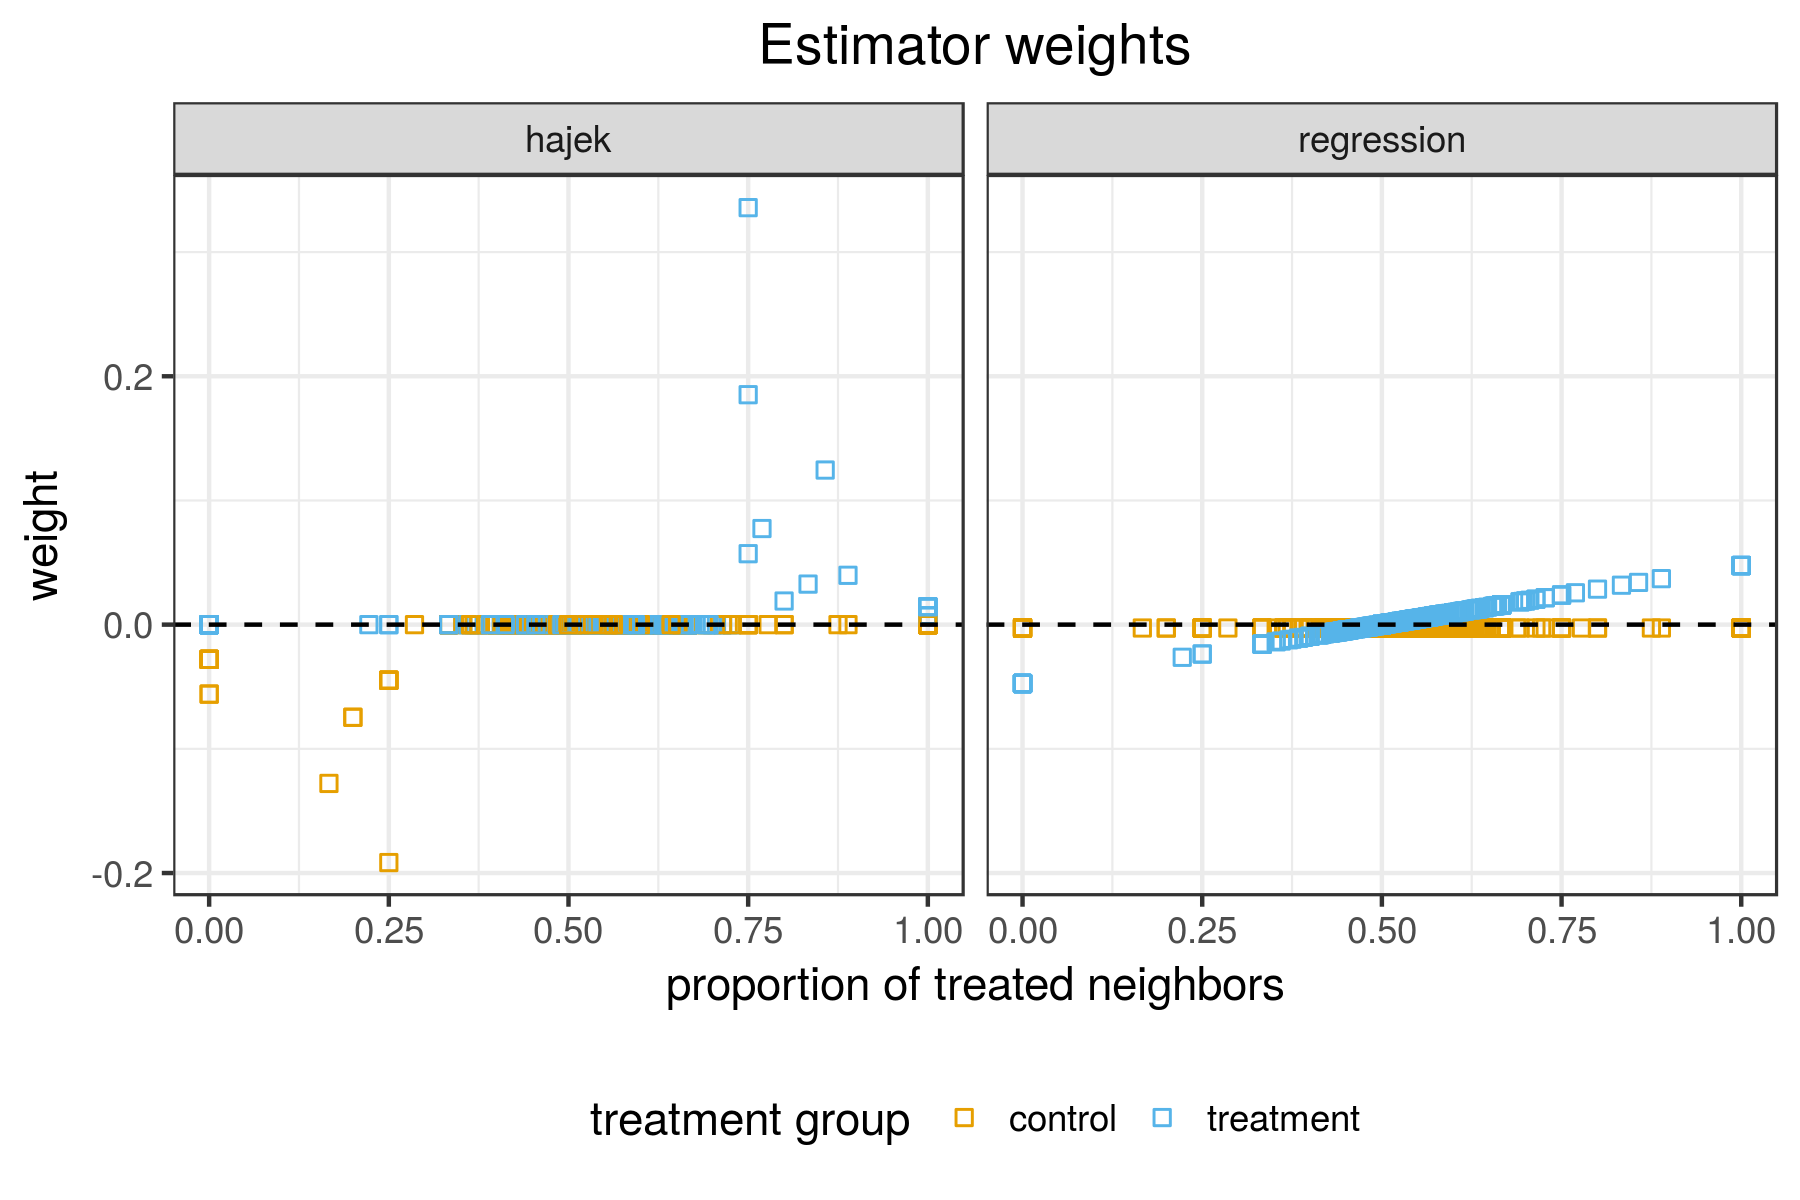 Estimator weights
hajek
regression
weight
0.2
0.0
-0.2
0.00 0.25 0.50 0.75 1.00
0.00 0.25 0.50 0.75 1.00
proportion of treated neighbors
treatment group control treatment